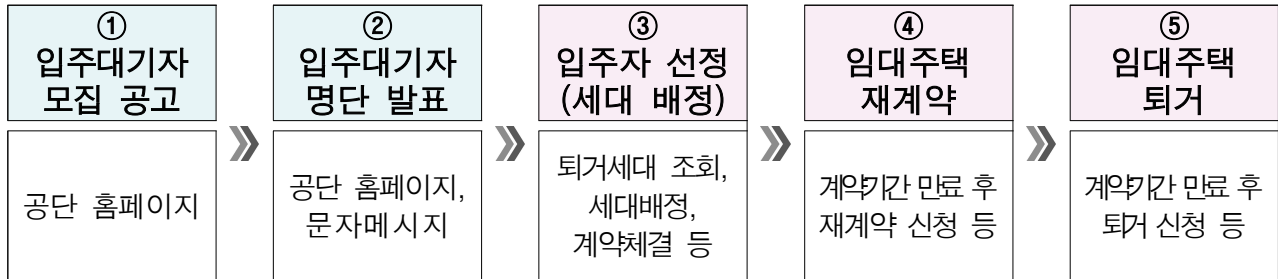 ①
입주대기자
모집 공고
공단 홈페이지
②
입주대기자
명단 발표
공단 홈페이지,
문자메시지
③
입주자 선정
(세대 배정)
퇴거세대 조회,
세대배정,
계약체결 등
④
임대주택
재계약
계약기간 만료 후
재계약 신청 등
⑤
임대주택
퇴거
계약기간 만료 후
퇴거 신청 등